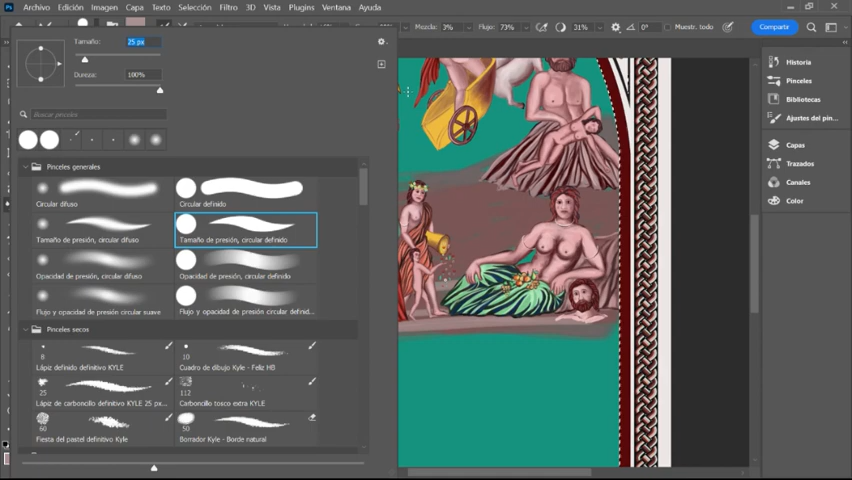 Ps Archivo Edición Imagen Capa Texto Selección Filtro 3D Vista Plugins Ventana Ayuda
Mezcla: 3% Flujo: 73% 31% 0° Muestr. todo Compartir
Tamaño: 25 px
Dureza: 100%
Buscar pinceles
Pinceles generales
Circular difuso Circular definido
Tamaño de presión, circular difuso Tamaño de presión, circular definido
Opacidad de presión, circular difuso Opacidad de presión, circular definido
Flujo y opacidad de presión circular suave Flujo y opacidad de presión circular definid...
Pinceles secos
8 10
Lápiz definido definitivo KYLE Cuadro de dibujo Kyle - Feliz HB
25 112
Lápiz de carboncillo definitivo KYLE 25 px... Carboncillo tosco extra KYLE
60 50
Fiesta del pastel definitivo Kyle Borrador Kyle - Borde natural
Historia
Pinceles
Bibliotecas
Ajustes del pin...
Capas
Trazados
Canales
Color